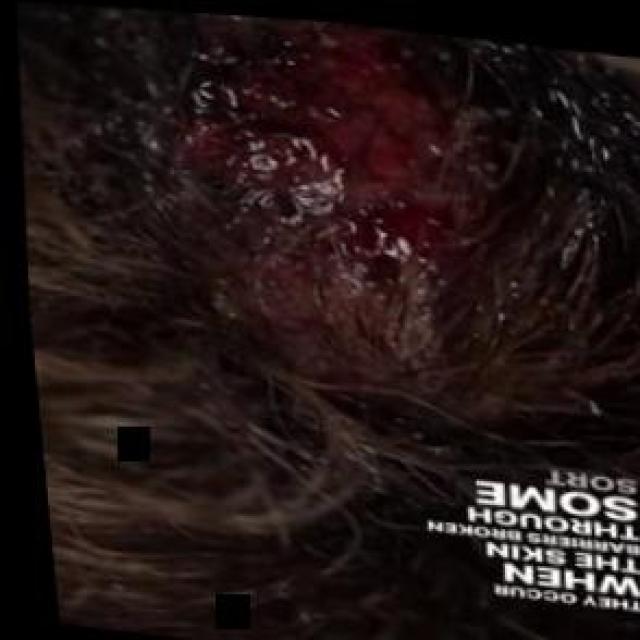 THEY OCCUR
WHEN
THE SKIN
BARRIERS BROKEN
THROUGH
SOME
SORT